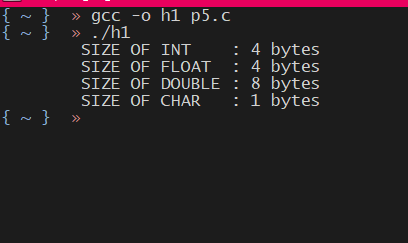 { ~ } » gcc -o h1 p5.c
{ ~ } » ./h1
SIZE OF INT    : 4 bytes
SIZE OF FLOAT  : 4 bytes
SIZE OF DOUBLE : 8 bytes
SIZE OF CHAR   : 1 bytes
{ ~ } »